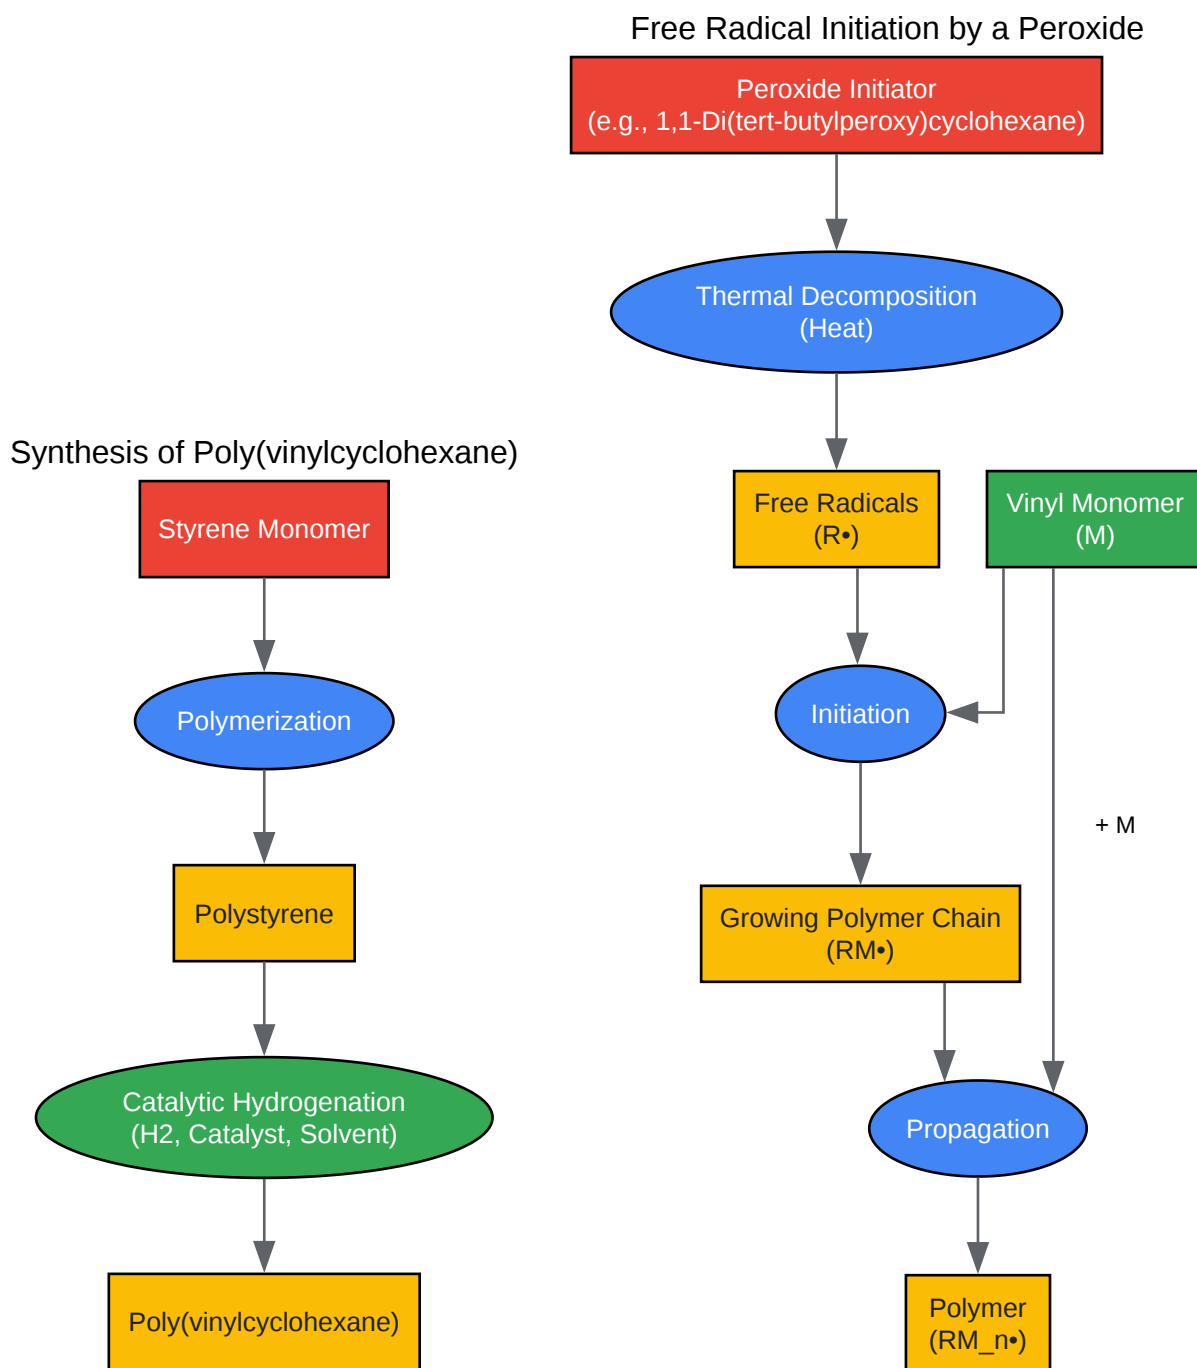 Free Radical Initiation by a Peroxide
Peroxide Initiator
(e.g., 1,1-Di(tert-butylperoxy)cyclohexane)
Thermal Decomposition
(Heat)
Free Radicals
(R•)
Vinyl Monomer
(M)
Initiation
+ M
Growing Polymer Chain
(RM•)
Propagation
Polymer
(RM_n•)
Synthesis of Poly(vinylcyclohexane)
Styrene Monomer
Polymerization
Polystyrene
Catalytic Hydrogenation
(H2, Catalyst, Solvent)
Poly(vinylcyclohexane)